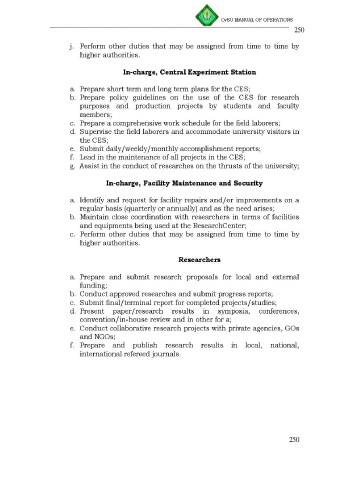 CvSU MANUAL OF OPERATIONS
250
j. Perform other duties that may be assigned from time to time by
higher authorities.
In-charge, Central Experiment Station
a. Prepare short term and long term plans for the CES;
b. Prepare policy guidelines on the use of the CES for research
purposes and production projects by students and faculty
members;
c. Prepare a comprehensive work schedule for the field laborers;
d. Supervise the field laborers and accommodate university visitors in
the CES;
e. Submit daily/weekly/monthly accomplishment reports;
f. Lead in the maintenance of all projects in the CES;
g. Assist in the conduct of researches on the thrusts of the university;
In-charge, Facility Maintenance and Security
a. Identify and request for facility repairs and/or improvements on a
regular basis (quarterly or annually) and as the need arises;
b. Maintain close coordination with researchers in terms of facilities
and equipments being used at the ResearchCenter;
c. Perform other duties that may be assigned from time to time by
higher authorities.
Researchers
a. Prepare and submit research proposals for local and external
funding;
b. Conduct approved researches and submit progress reports;
c. Submit final/terminal report for completed projects/studies;
d. Present paper/research results in symposia, conferences,
convention/in-house review and in other for a;
e. Conduct collaborative research projects with private agencies, GOs
and NGOs;
f. Prepare and publish research results in local, national,
international refereed journals.
250